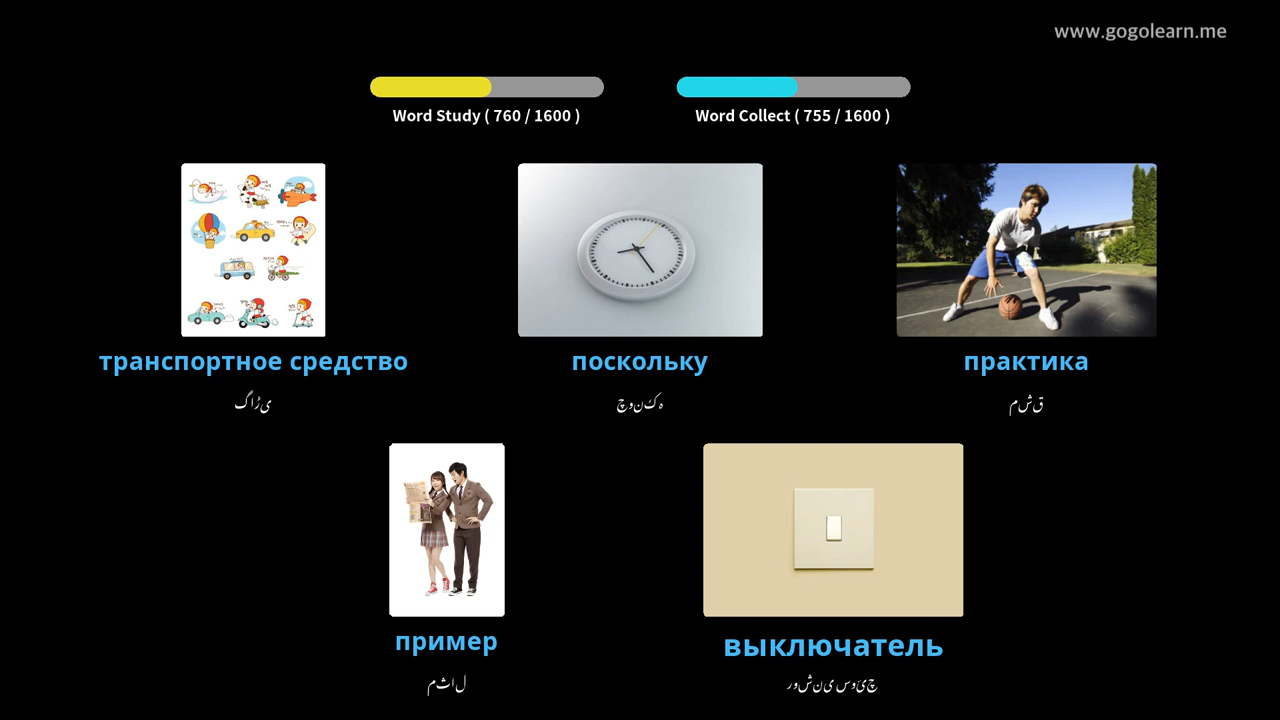 www.gogolearn.me
Word Study ( 760 / 1600 )
Word Collect ( 755 / 1600 )
транспортное средство
گاڑی
поскольку
چونکہ
практика
مشق
пример
مثال
выключатель
روشنی سوئچ